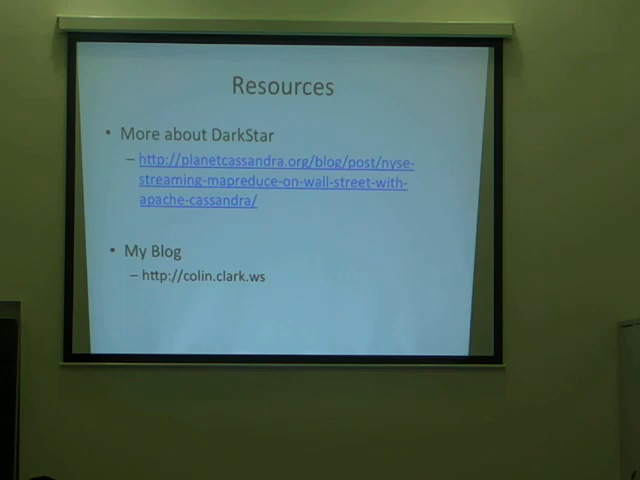 Resources
• More about DarkStar
– http://planetcassandra.org/blog/post/nyse-
streaming-mapreduce-on-wall-street-with-
apache-cassandra/
• My Blog
– http://colin.clark.ws